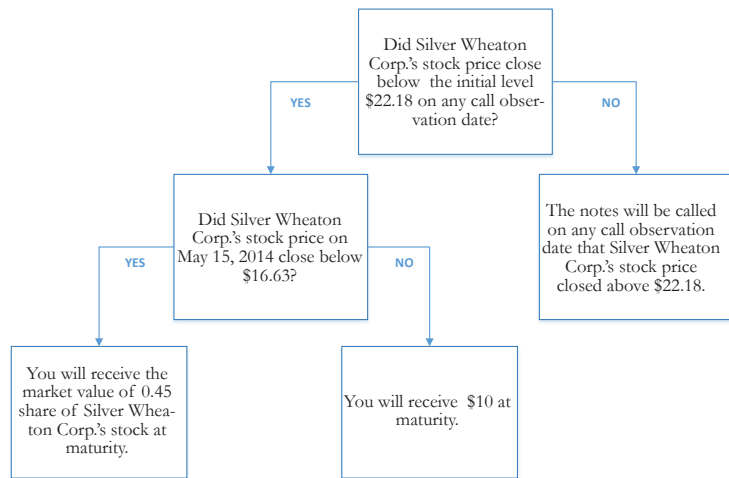 Did Silver Wheaton
Corp.'s stock price close
below the initial level
$22.18 on any call obser-
vation date?
YES
NO
Did Silver Wheaton
Corp.'s stock price on
May 15, 2014 close below
$16.63?
The notes will be called
on any call observation
date that Silver Wheaton
Corp.'s stock price
closed above $22.18.
YES
NO
You will receive the
market value of 0.45
share of Silver Whea-
ton Corp.'s stock at
maturity.
You will receive $10 at
maturity.